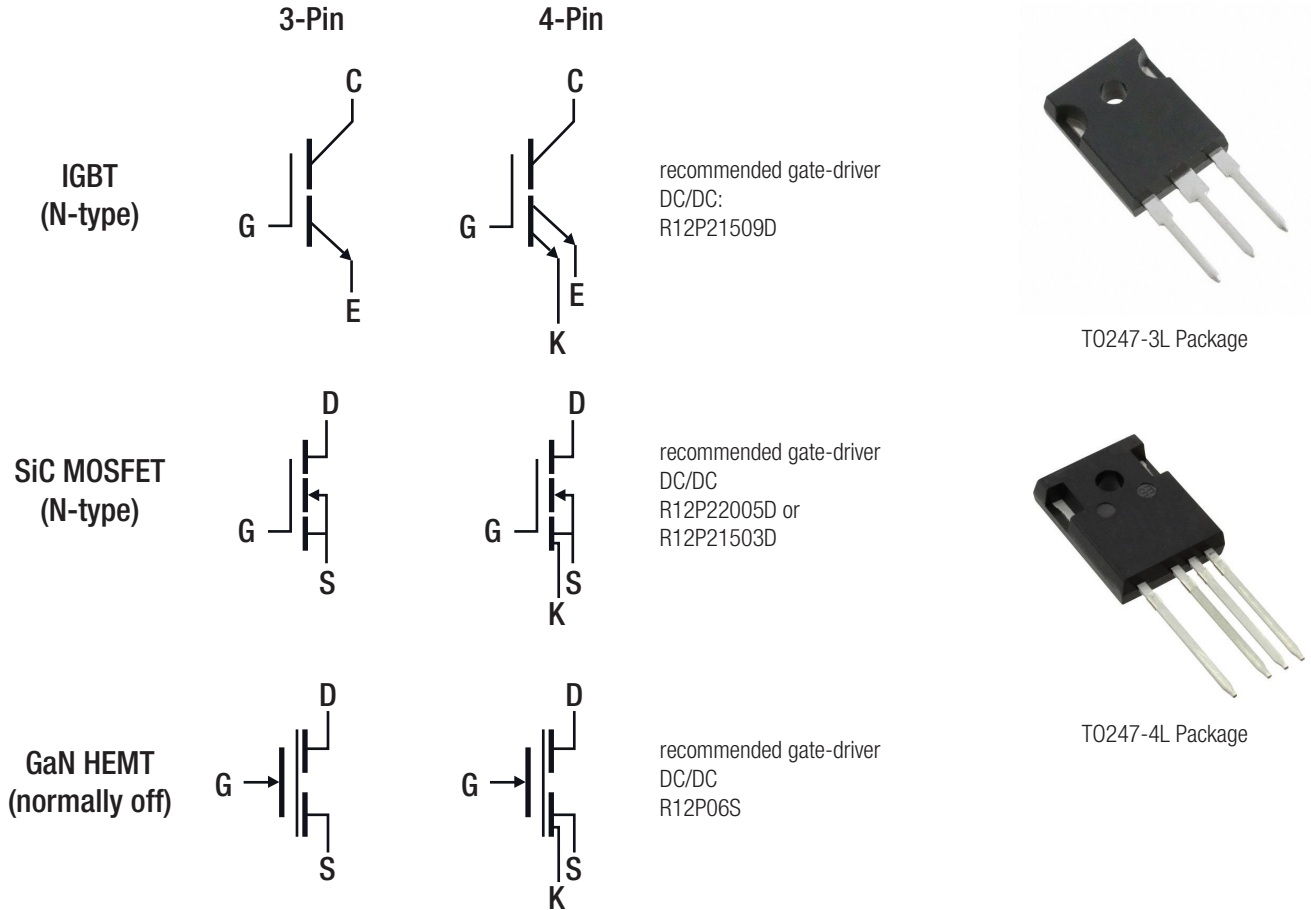 3-Pin
4-Pin
IGBT
(N-type)
C
G
E
C
G
E
K
recommended gate-driver
DC/DC:
R12P21509D
TO247-3L Package
SiC MOSFET
(N-type)
D
G
S
D
G
S
K
recommended gate-driver
DC/DC
R12P22005D or
R12P21503D
TO247-4L Package
GaN HEMT
(normally off)
D
G
S
D
G
S
K
recommended gate-driver
DC/DC
R12P06S